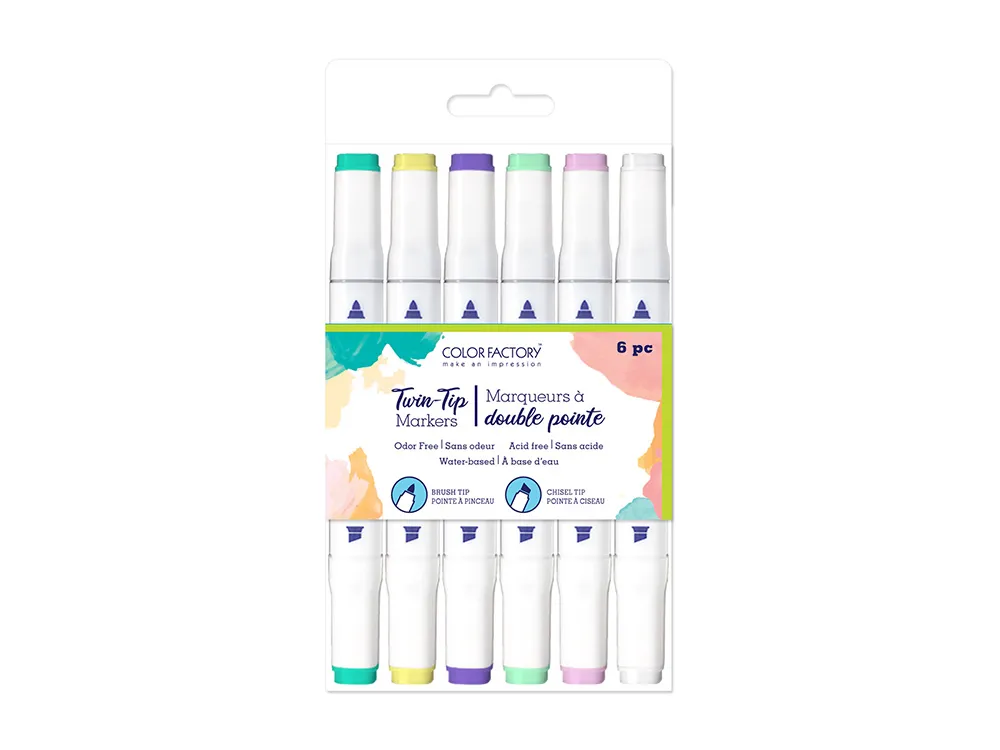 COLOR FACTORY™
make an impression
6 pc
Twin-Tip
Markers
Marqueurs à
double pointe
Odor Free | Sans odeur Acid free | Sans acide
Water-based | À base d'eau
BRUSH TIP
POINTE À PINCEAU
CHISEL TIP
POINTE À CISEAU